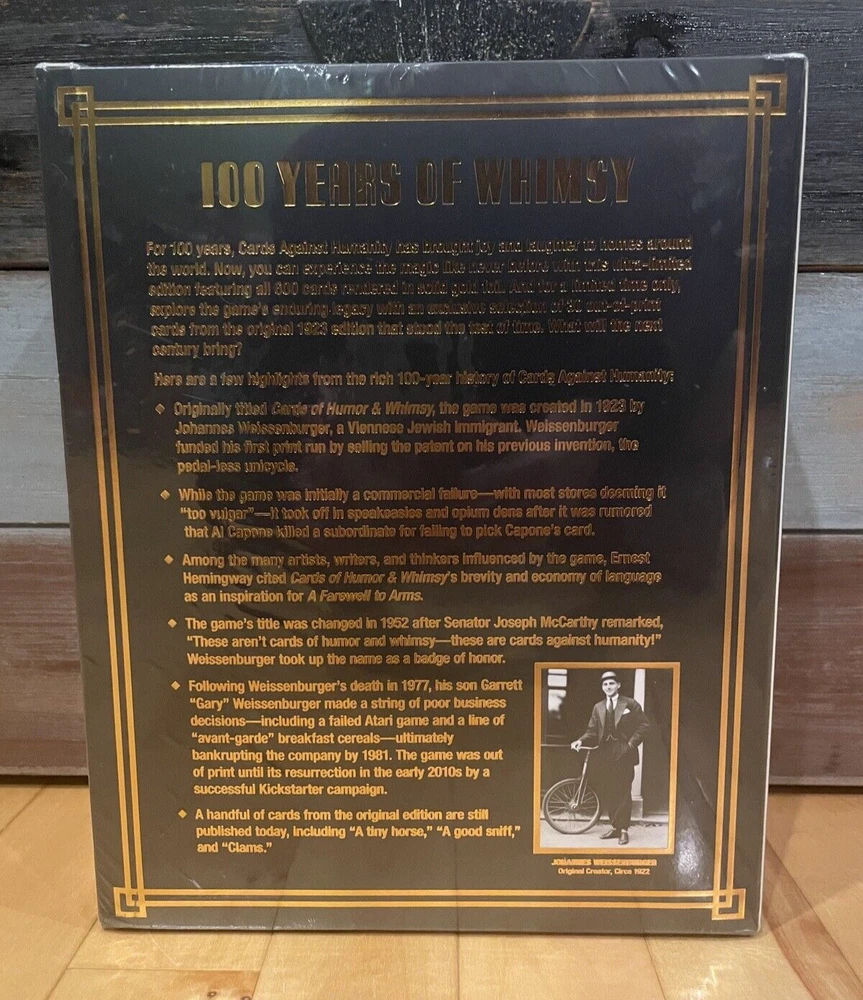 100 YEARS OF WHIMSY
For 100 years, Cards Against Humanity has brought joy and laughter to homes around
the world. Now, you can experience the magic like never before with this ultra-limited
edition featuring all 600 cards rendered in solid gold foil. And for a limited time only,
explore the game's enduring legacy with an exclusive selection of 30 out-of-print
cards from the original 1923 edition that stood the test of time. What will the next
century bring?
Here are a few highlights from the rich 100-year history of Cards Against Humanity:
◆ Originally titled Cards of Humor & Whimsy, the game was created in 1923 by
Johannes Weissenburger, a Viennese Jewish immigrant. Weissenburger
funded his first print run by selling the patent on his previous invention, the
pedal-less unicycle.
◆ While the game was initially a commercial failure—with most stores deeming it
"too vulgar"—it took off in speakeasies and opium dens after it was rumored
that Al Capone killed a subordinate for failing to pick Capone's card.
◆ Among the many artists, writers, and thinkers influenced by the game, Ernest
Hemingway cited Cards of Humor & Whimsy's brevity and economy of language
as an inspiration for A Farewell to Arms.
◆ The game's title was changed in 1952 after Senator Joseph McCarthy remarked,
"These aren't cards of humor and whimsy—these are cards against humanity!"
Weissenburger took up the name as a badge of honor.
◆ Following Weissenburger's death in 1977, his son Garrett
"Gary" Weissenburger made a string of poor business
decisions—including a failed Atari game and a line of
"avant-garde" breakfast cereals—ultimately
bankrupting the company by 1981. The game was out
of print until its resurrection in the early 2010s by a
successful Kickstarter campaign.
◆ A handful of cards from the original edition are still
published today, including "A tiny horse," "A good sniff,"
and "Clams."
JOHANNES WEISSENBURGER
Original Creator, Circa 1922